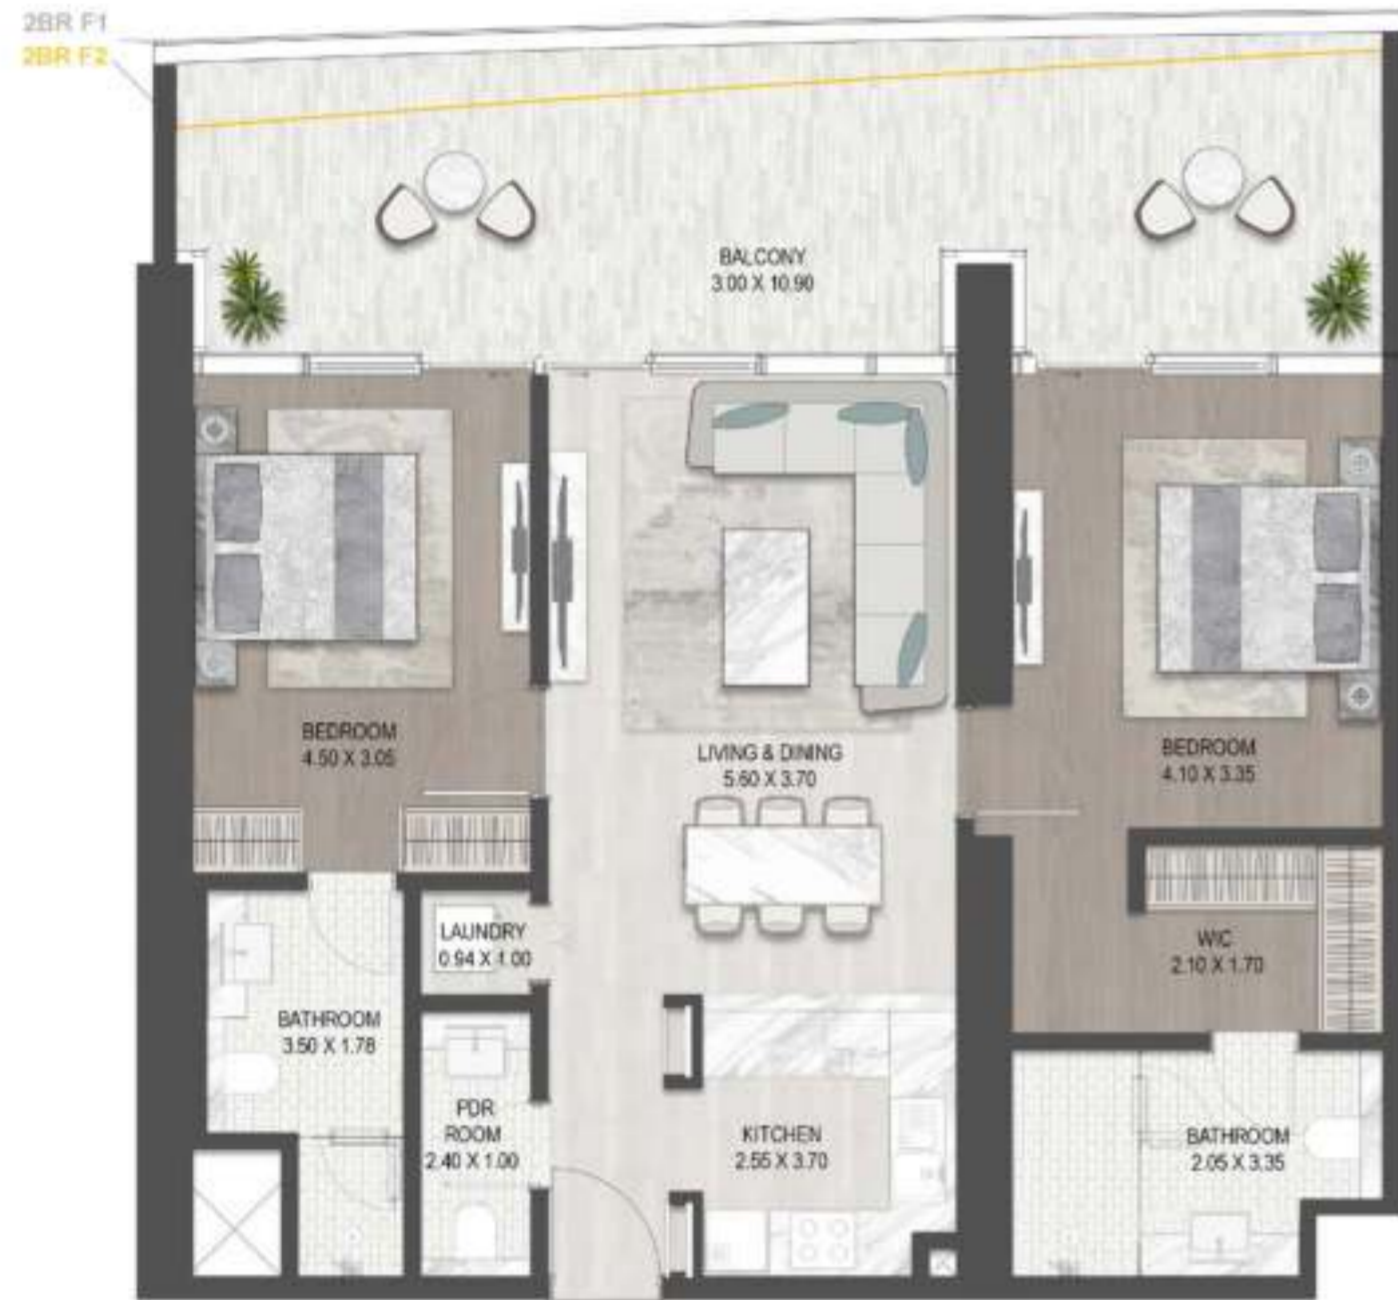 2BR F1
2BR F2
BALCONY
3.00 X 10.90
BEDROOM
4.50 X 3.05
LIVING & DINING
5.60 X 3.70
BEDROOM
4.10 X 3.35
LAUNDRY
0.94 X 1.00
WIC
2.10 X 1.70
BATHROOM
3.50 X 1.78
PDR
ROOM
2.40 X 1.00
KITCHEN
2.55 X 3.70
BATHROOM
2.05 X 3.35